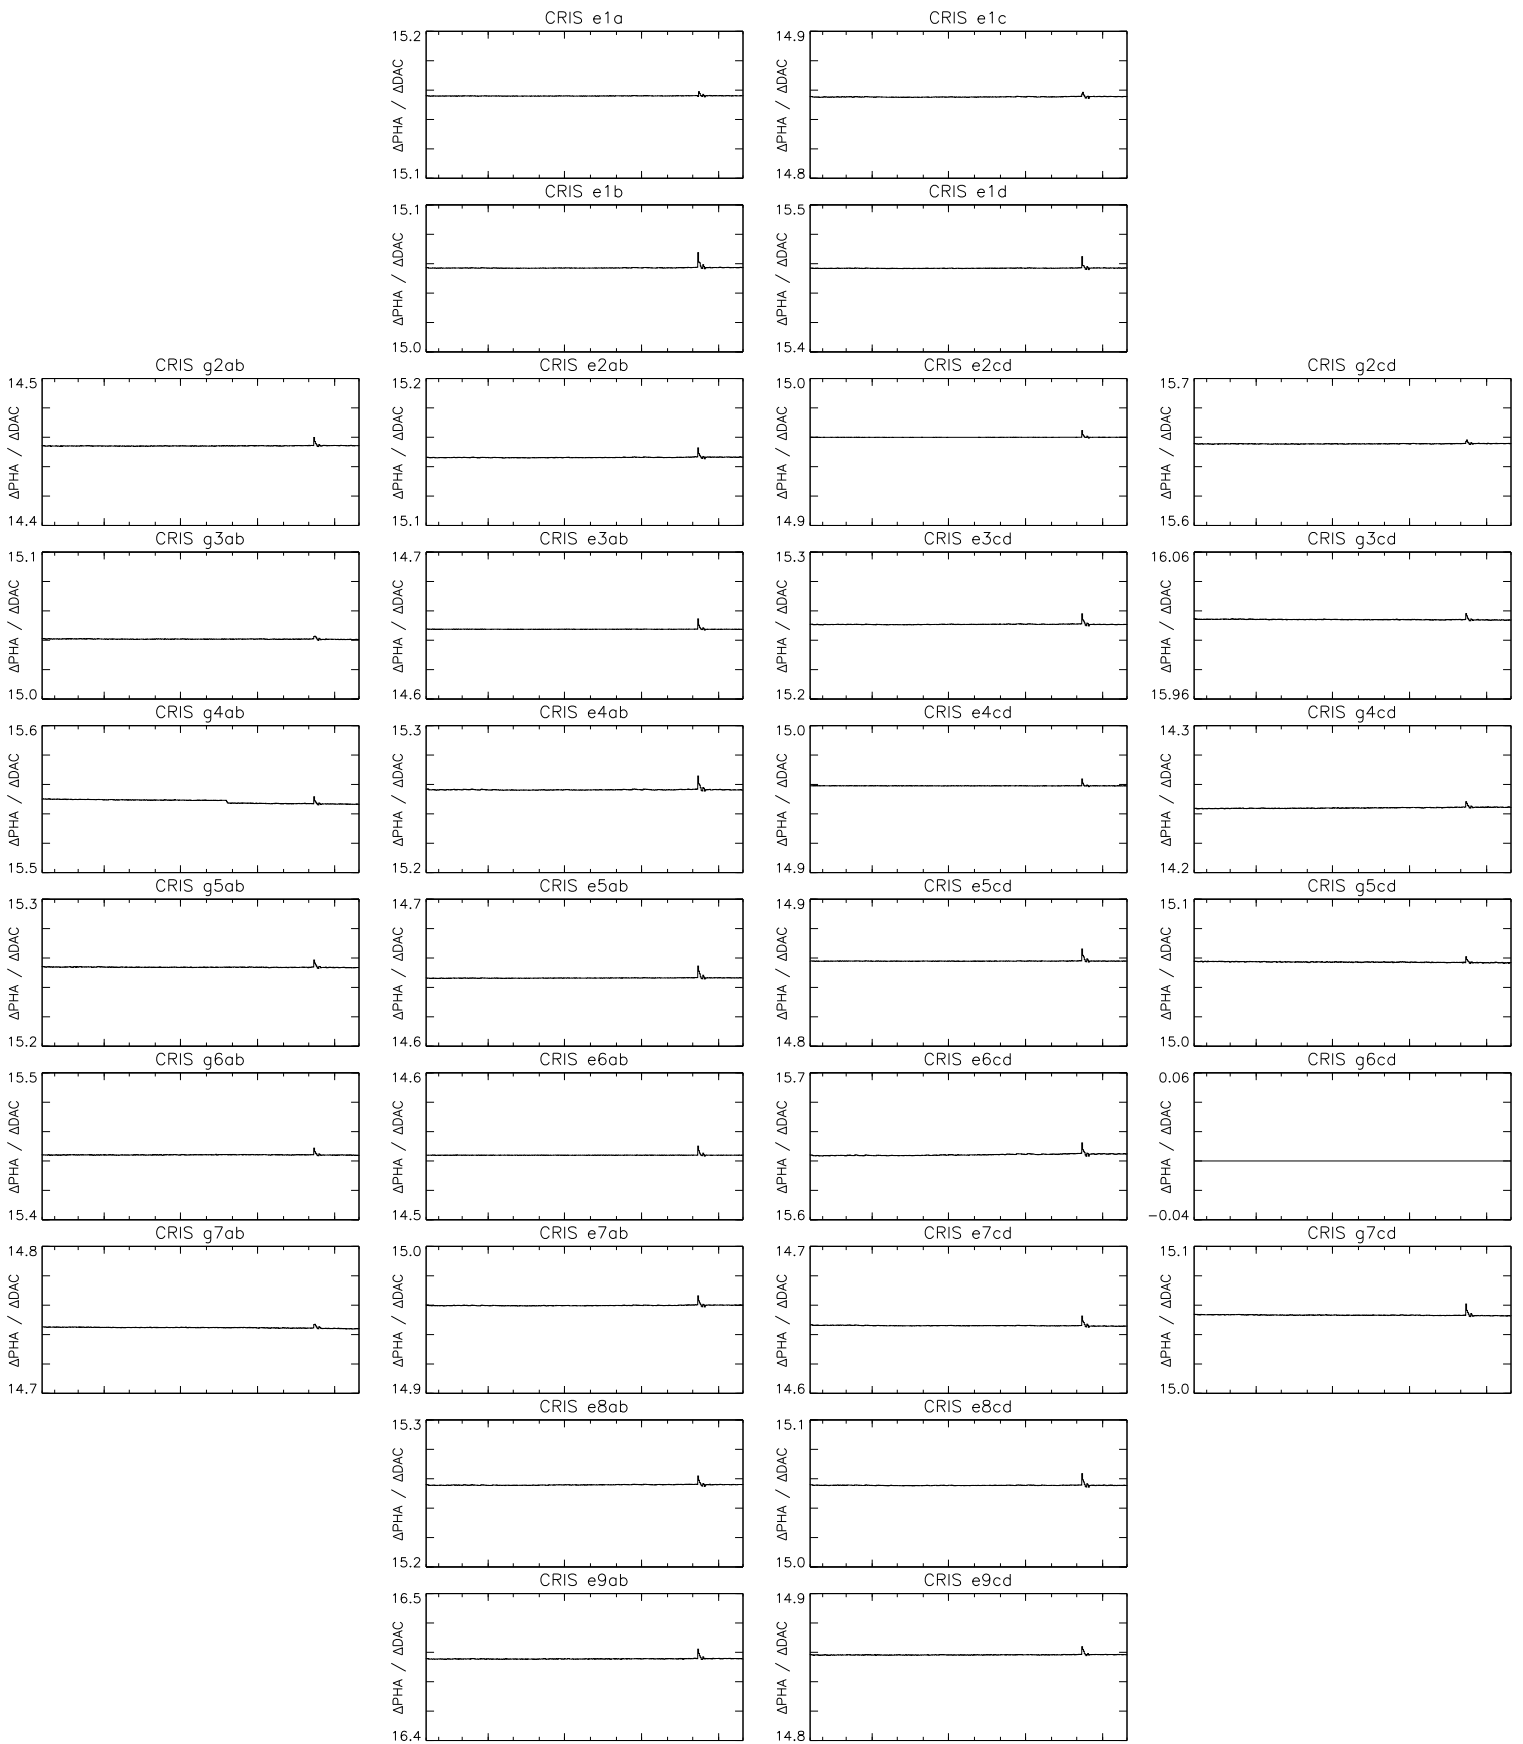 CRIS e1a
15.2
ΔPHA / ΔDAC
15.1
CRIS e1c
14.9
ΔPHA / ΔDAC
14.8
CRIS e1b
15.1
ΔPHA / ΔDAC
15.0
CRIS e1d
15.5
ΔPHA / ΔDAC
15.4
CRIS g2ab
14.5
ΔPHA / ΔDAC
14.4
CRIS e2ab
15.2
ΔPHA / ΔDAC
15.1
CRIS e2cd
15.0
ΔPHA / ΔDAC
14.9
CRIS g2cd
15.7
ΔPHA / ΔDAC
15.6
CRIS g3ab
15.1
ΔPHA / ΔDAC
15.0
CRIS e3ab
14.7
ΔPHA / ΔDAC
14.6
CRIS e3cd
15.3
ΔPHA / ΔDAC
15.2
CRIS g3cd
16.06
ΔPHA / ΔDAC
15.96
CRIS g4ab
15.6
ΔPHA / ΔDAC
15.5
CRIS e4ab
15.3
ΔPHA / ΔDAC
15.2
CRIS e4cd
15.0
ΔPHA / ΔDAC
14.9
CRIS g4cd
14.3
ΔPHA / ΔDAC
14.2
CRIS g5ab
15.3
ΔPHA / ΔDAC
15.2
CRIS e5ab
14.7
ΔPHA / ΔDAC
14.6
CRIS e5cd
14.9
ΔPHA / ΔDAC
14.8
CRIS g5cd
15.1
ΔPHA / ΔDAC
15.0
CRIS g6ab
15.5
ΔPHA / ΔDAC
15.4
CRIS e6ab
14.6
ΔPHA / ΔDAC
14.5
CRIS e6cd
15.7
ΔPHA / ΔDAC
15.6
CRIS g6cd
0.06
ΔPHA / ΔDAC
−0.04
CRIS g7ab
14.8
ΔPHA / ΔDAC
14.7
CRIS e7ab
15.0
ΔPHA / ΔDAC
14.9
CRIS e7cd
14.7
ΔPHA / ΔDAC
14.6
CRIS g7cd
15.1
ΔPHA / ΔDAC
15.0
CRIS e8ab
15.3
ΔPHA / ΔDAC
15.2
CRIS e8cd
15.1
ΔPHA / ΔDAC
15.0
CRIS e9ab
16.5
ΔPHA / ΔDAC
16.4
CRIS e9cd
14.9
ΔPHA / ΔDAC
14.8